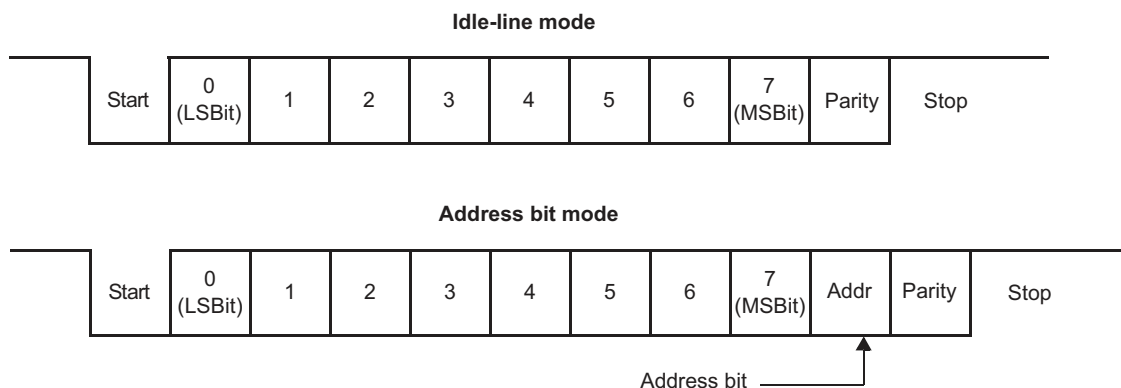 Idle-line mode
Start 0 (LSBit) 1 2 3 4 5 6 7 (MSBit) Parity Stop
Address bit mode
Start 0 (LSBit) 1 2 3 4 5 6 7 (MSBit) Addr Parity Stop
Address bit